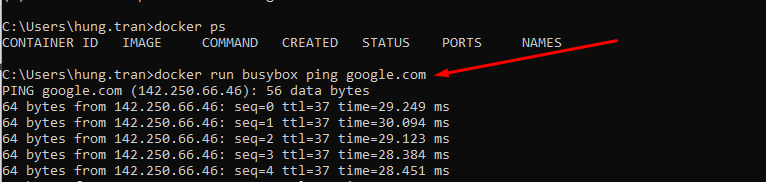 C:\Users\hung.tran>docker ps
CONTAINER ID   IMAGE     COMMAND   CREATED   STATUS    PORTS     NAMES
C:\Users\hung.tran>docker run busybox ping google.com
PING google.com (142.250.66.46): 56 data bytes
64 bytes from 142.250.66.46: seq=0 ttl=37 time=29.249 ms
64 bytes from 142.250.66.46: seq=1 ttl=37 time=30.094 ms
64 bytes from 142.250.66.46: seq=2 ttl=37 time=29.123 ms
64 bytes from 142.250.66.46: seq=3 ttl=37 time=28.384 ms
64 bytes from 142.250.66.46: seq=4 ttl=37 time=28.451 ms